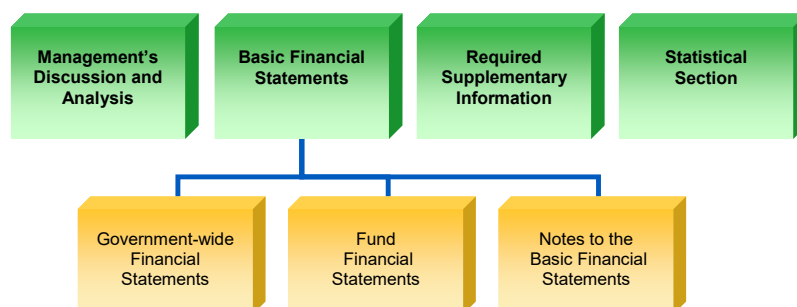 Management's
Discussion and
Analysis
Basic Financial
Statements
Required
Supplementary
Information
Statistical
Section
Government-wide
Financial
Statements
Fund
Financial
Statements
Notes to the
Basic Financial
Statements